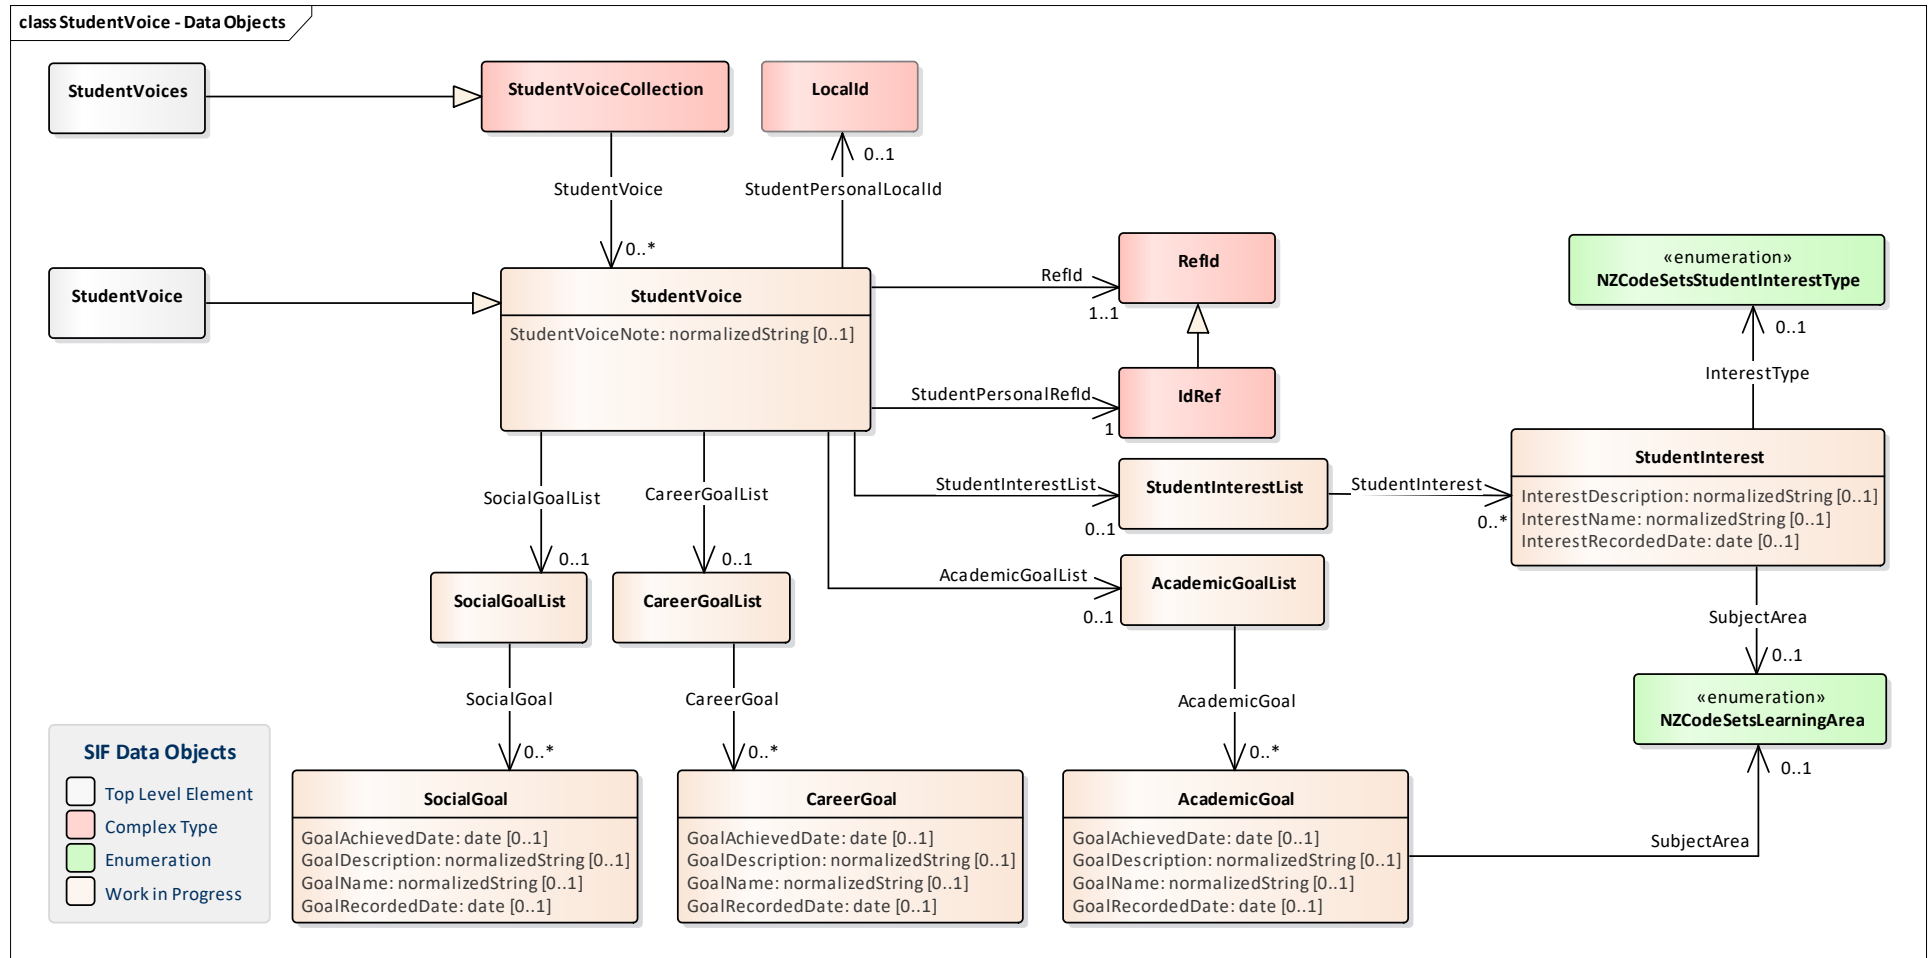 class StudentVoice - Data Objects
StudentVoices
StudentVoiceCollection
LocalId
0..1
StudentVoice
StudentPersonalLocalId
0..*
StudentVoice
StudentVoice
StudentVoiceNote: normalizedString [0..1]
RefId
1..1
RefId
StudentPersonalRefId
1
IdRef
«enumeration»
NZCodeSetsStudentInterestType
0..1
InterestType
StudentInterestList
0..1
StudentInterestList
StudentInterest
0..*
StudentInterest
InterestDescription: normalizedString [0..1]
InterestName: normalizedString [0..1]
InterestRecordedDate: date [0..1]
SocialGoalList
0..1
CareerGoalList
0..1
AcademicGoalList
0..1
AcademicGoalList
SocialGoalList
CareerGoalList
SubjectArea
0..1
«enumeration»
NZCodeSetsLearningArea
0..1
SocialGoal
0..*
CareerGoal
0..*
AcademicGoal
0..*
SIF Data Objects
Top Level Element
Complex Type
Enumeration
Work in Progress
SocialGoal
GoalAchievedDate: date [0..1]
GoalDescription: normalizedString [0..1]
GoalName: normalizedString [0..1]
GoalRecordedDate: date [0..1]
CareerGoal
GoalAchievedDate: date [0..1]
GoalDescription: normalizedString [0..1]
GoalName: normalizedString [0..1]
GoalRecordedDate: date [0..1]
AcademicGoal
GoalAchievedDate: date [0..1]
GoalDescription: normalizedString [0..1]
GoalName: normalizedString [0..1]
GoalRecordedDate: date [0..1]
SubjectArea